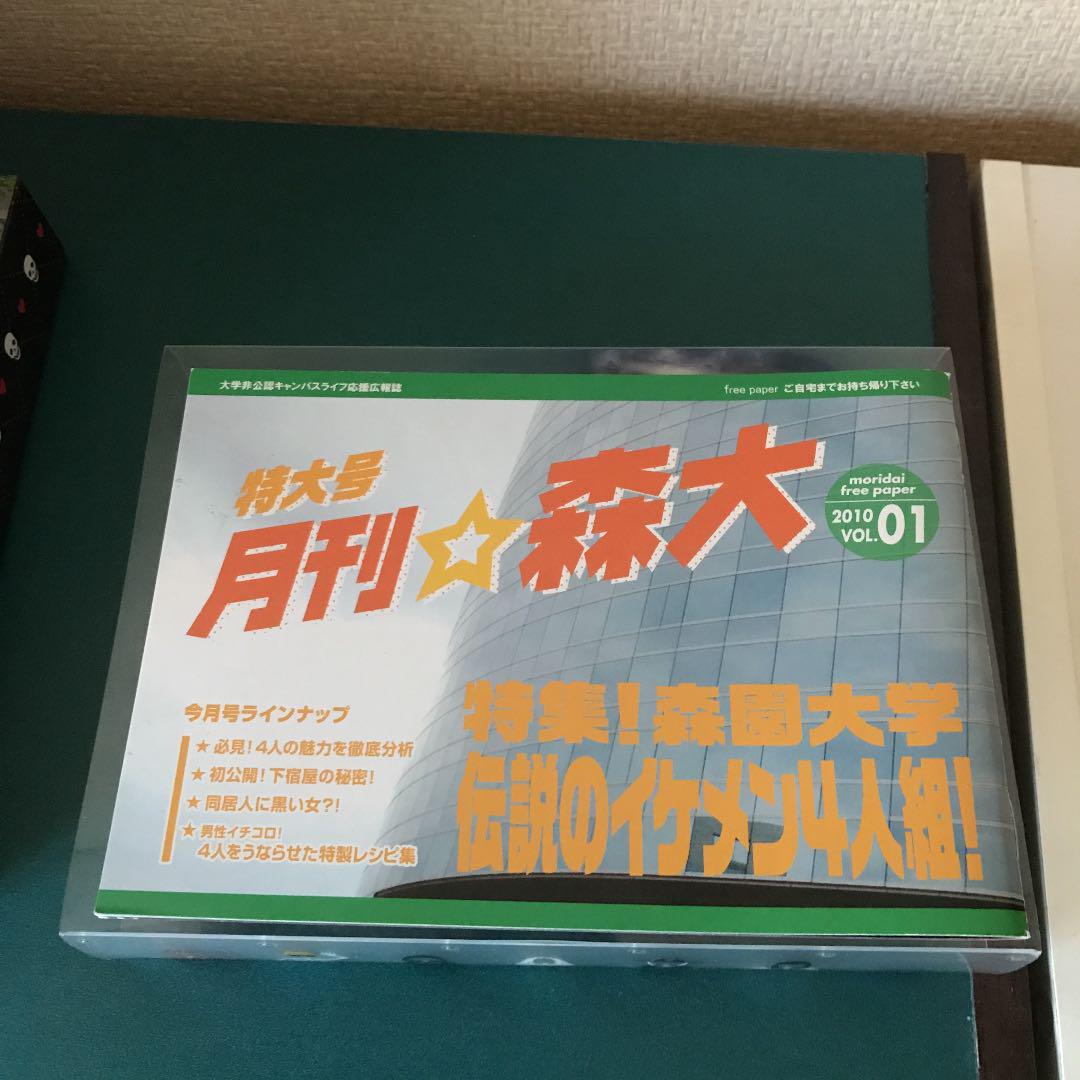 大学非公認キャンパスライフ応援広報誌
free paper ご自宅までお持ち帰り下さい
特大号
月刊☆森大
moridai
free paper
2010
VOL.01
特集!森園大学
伝説のイケメン4人組!
今月号ラインナップ
★必見!4人の魅力を徹底分析
★初公開!下宿屋の秘密!
★同居人に黒い女?!
★男性イチコロ!
4人をうならせた特製レシピ集